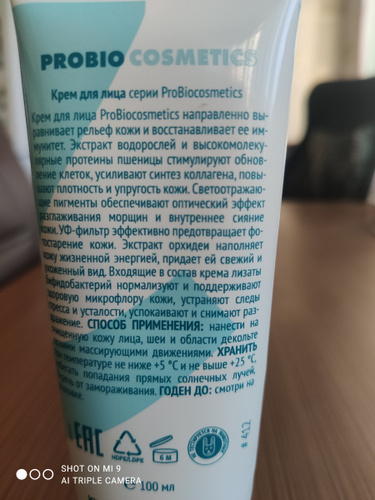 PROBIO COSMETICS
Крем для лица серии ProBiocosmetics
Крем для лица ProBiocosmetics направленно вы-
равнивает рельеф кожи и восстанавливает ее им-
мунитет. Экстракт водорослей и высокомолеку-
лярные протеины пшеницы стимулируют обнов-
ление клеток, усиливают синтез коллагена, повы-
шают плотность и упругость кожи. Светоотражаю-
щие пигменты обеспечивают оптический эффект
разглаживания морщин и внутреннее сияние
кожи. УФ-фильтр эффективно предотвращает фо-
тостарение кожи. Экстракт орхидеи наполняет
кожу жизненной энергией, придает ей свежий и
ухоженный вид. Входящие в состав крема лизаты
бифидобактерий нормализуют и поддерживают
здоровую микрофлору кожи, устраняют следы
стресса и усталости, успокаивают и снимают раз-
дражение. СПОСОБ ПРИМЕНЕНИЯ: нанести на
очищенную кожу лица, шеи и области декольте
массирующими движениями. ХРАНИТЬ
температуре не ниже +5 °C и не выше +25 °C.
попадания прямых солнечных лучей,
от замораживания. ГОДЕН ДО: смотри на
EAC
HDPE/LDPE
6 M
# 412
℮ 100 мл
SHOT ON MI 9
AI TRIPLE CAMERA